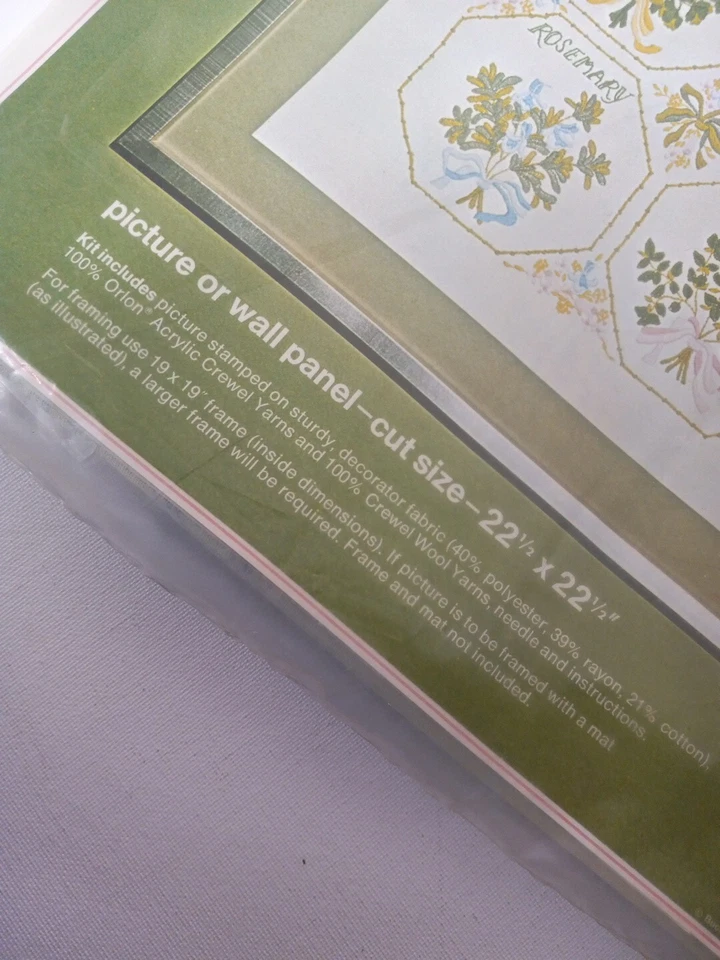 ROSEMARY
picture or wall panel–cut size–22½ x 22½"
Kit includes picture stamped on sturdy, decorator fabric (40% polyester, 39% rayon, 21% cotton),
100% Orlon® Acrylic Crewel Yarns and 100% Crewel Wool Yarns, needle and instructions.
For framing use 19 x 19" frame (inside dimensions). If picture is to be framed with a mat
(as illustrated), a larger frame will be required. Frame and mat not included.